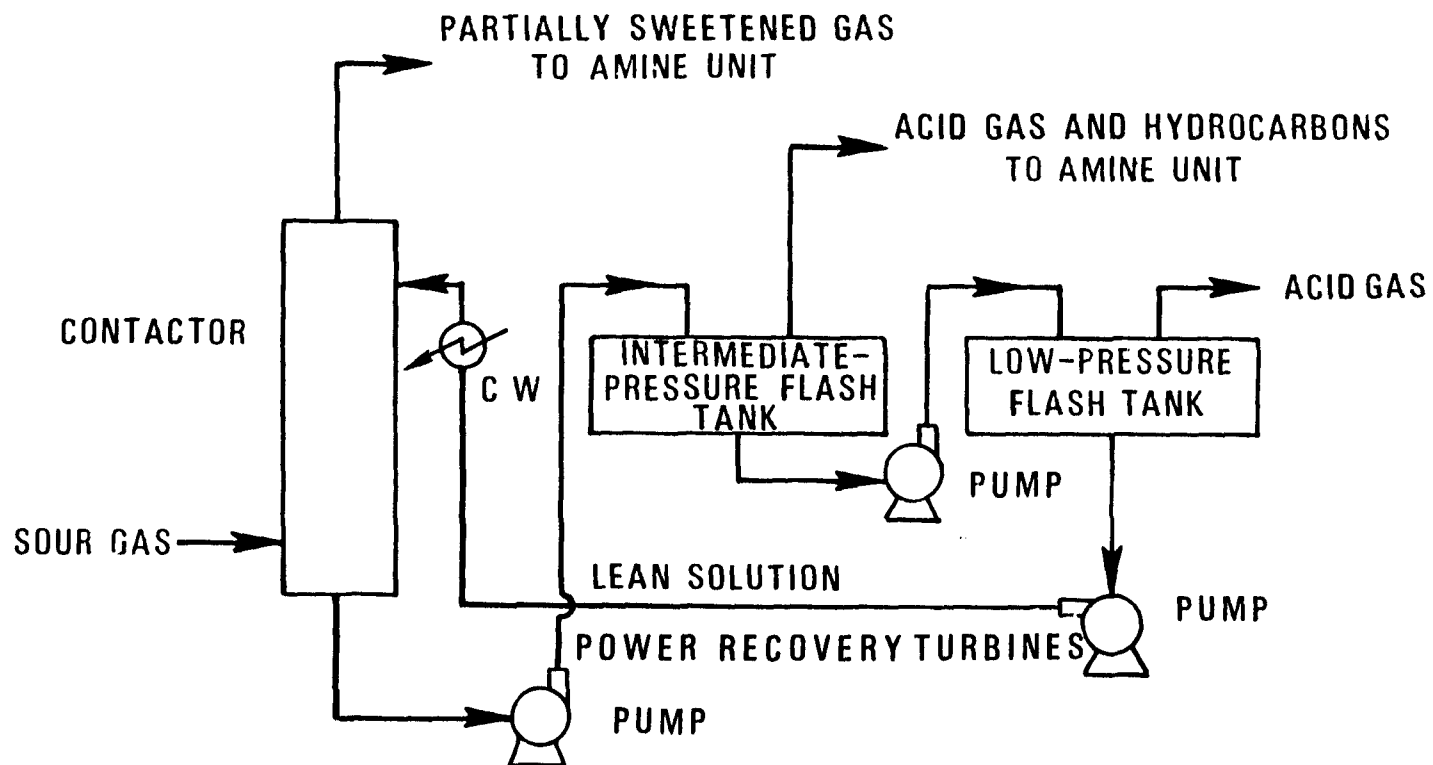 PARTIALLY SWEETENED GAS
TO AMINE UNIT
ACID GAS AND HYDROCARBONS
TO AMINE UNIT
ACID GAS
CONTACTOR
C W
INTERMEDIATE-
PRESSURE FLASH
TANK
LOW-PRESSURE
FLASH TANK
PUMP
SOUR GAS
LEAN SOLUTION
PUMP
POWER RECOVERY TURBINES
PUMP